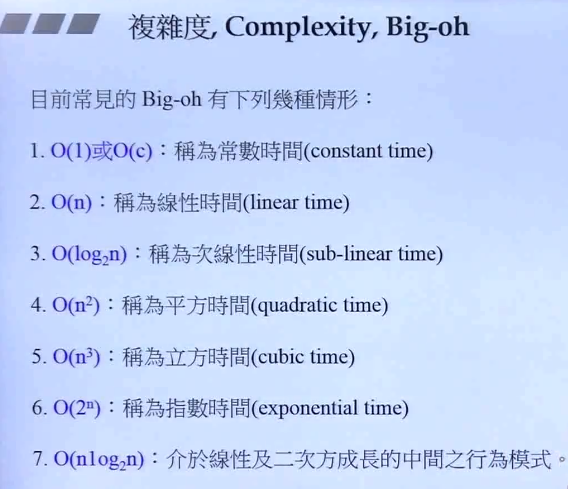 複雜度, Complexity, Big-oh
目前常見的 Big-oh 有下列幾種情形：
1. O(1)或O(c)：稱為常數時間(constant time)
2. O(n)：稱為線性時間(linear time)
3. O(log₂n)：稱為次線性時間(sub-linear time)
4. O(n²)：稱為平方時間(quadratic time)
5. O(n³)：稱為立方時間(cubic time)
6. O(2ⁿ)：稱為指數時間(exponential time)
7. O(nlog₂n)：介於線性及二次方成長的中間之行為模式。